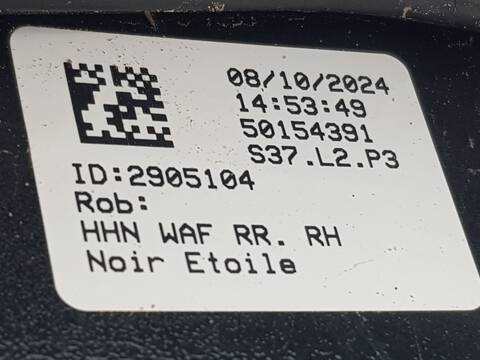 08/10/2024
14:53:49
50154391
S37.L2.P3
ID:2905104
Rob:
HHN WAF RR. RH
Noir Etoile